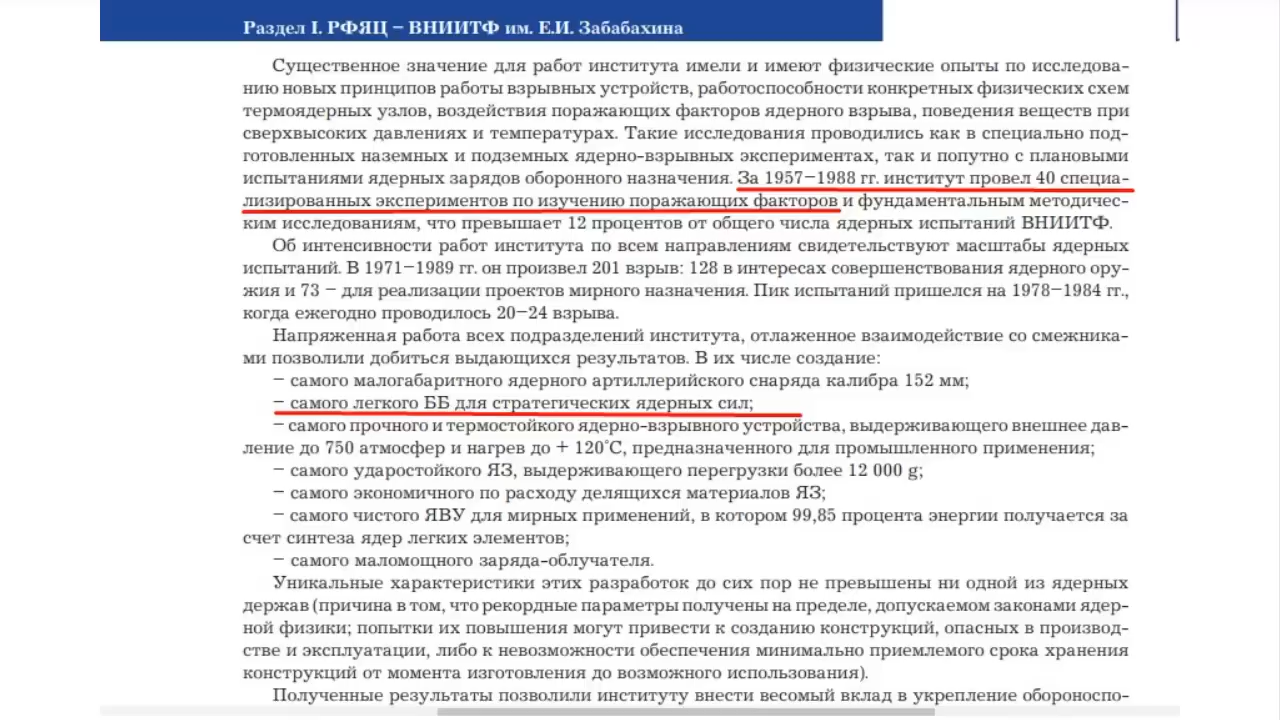 Раздел I. РФЯЦ – ВНИИТФ им. Е.И. Забабахина
Существенное значение для работ института имели и имеют физические опыты по исследова-
нию новых принципов работы взрывных устройств, работоспособности конкретных физических схем
термоядерных узлов, воздействия поражающих факторов ядерного взрыва, поведения веществ при
сверхвысоких давлениях и температурах. Такие исследования проводились как в специально под-
готовленных наземных и подземных ядерно-взрывных экспериментах, так и попутно с плановыми
испытаниями ядерных зарядов оборонного назначения. За 1957–1988 гг. институт провел 40 специа-
лизированных экспериментов по изучению поражающих факторов и фундаментальным методичес-
ким исследованиям, что превышает 12 процентов от общего числа ядерных испытаний ВНИИТФ.
Об интенсивности работ института по всем направлениям свидетельствуют масштабы ядерных
испытаний. В 1971–1989 гг. он произвел 201 взрыв: 128 в интересах совершенствования ядерного ору-
жия и 73 – для реализации проектов мирного назначения. Пик испытаний пришелся на 1978–1984 гг.,
когда ежегодно проводилось 20–24 взрыва.
Напряженная работа всех подразделений института, отлаженное взаимодействие со смежника-
ми позволили добиться выдающихся результатов. В их числе создание:
– самого малогабаритного ядерного артиллерийского снаряда калибра 152 мм;
– самого легкого ББ для стратегических ядерных сил;
– самого прочного и термостойкого ядерно-взрывного устройства, выдерживающего внешнее дав-
ление до 750 атмосфер и нагрев до + 120°С, предназначенного для промышленного применения;
– самого ударостойкого ЯЗ, выдерживающего перегрузки более 12 000 g;
– самого экономичного по расходу делящихся материалов ЯЗ;
– самого чистого ЯВУ для мирных применений, в котором 99,85 процента энергии получается за
счет синтеза ядер легких элементов;
– самого маломощного заряда-облучателя.
Уникальные характеристики этих разработок до сих пор не превышены ни одной из ядерных
держав (причина в том, что рекордные параметры получены на пределе, допускаемом законами ядер-
ной физики; попытки их повышения могут привести к созданию конструкций, опасных в производ-
стве и эксплуатации, либо к невозможности обеспечения минимально приемлемого срока хранения
конструкций от момента изготовления до возможного использования).
Полученные результаты позволили институту внести весомый вклад в укрепление обороноспо-